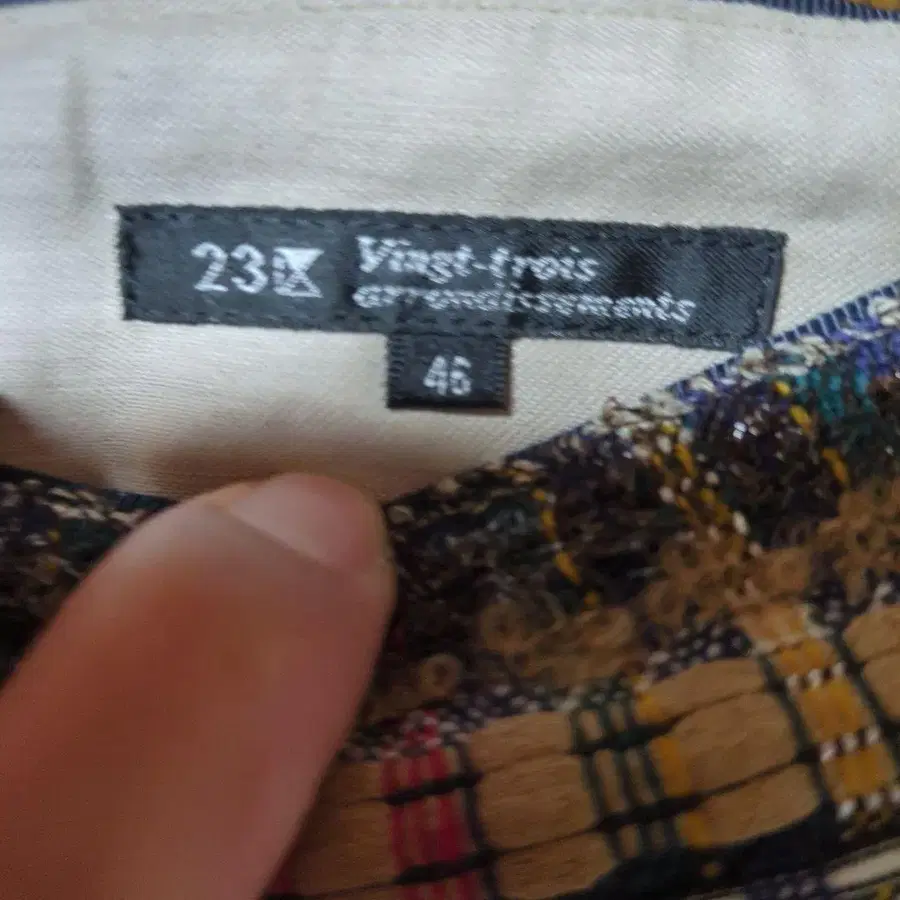 23区 Vingt-trois
arrondissements
46